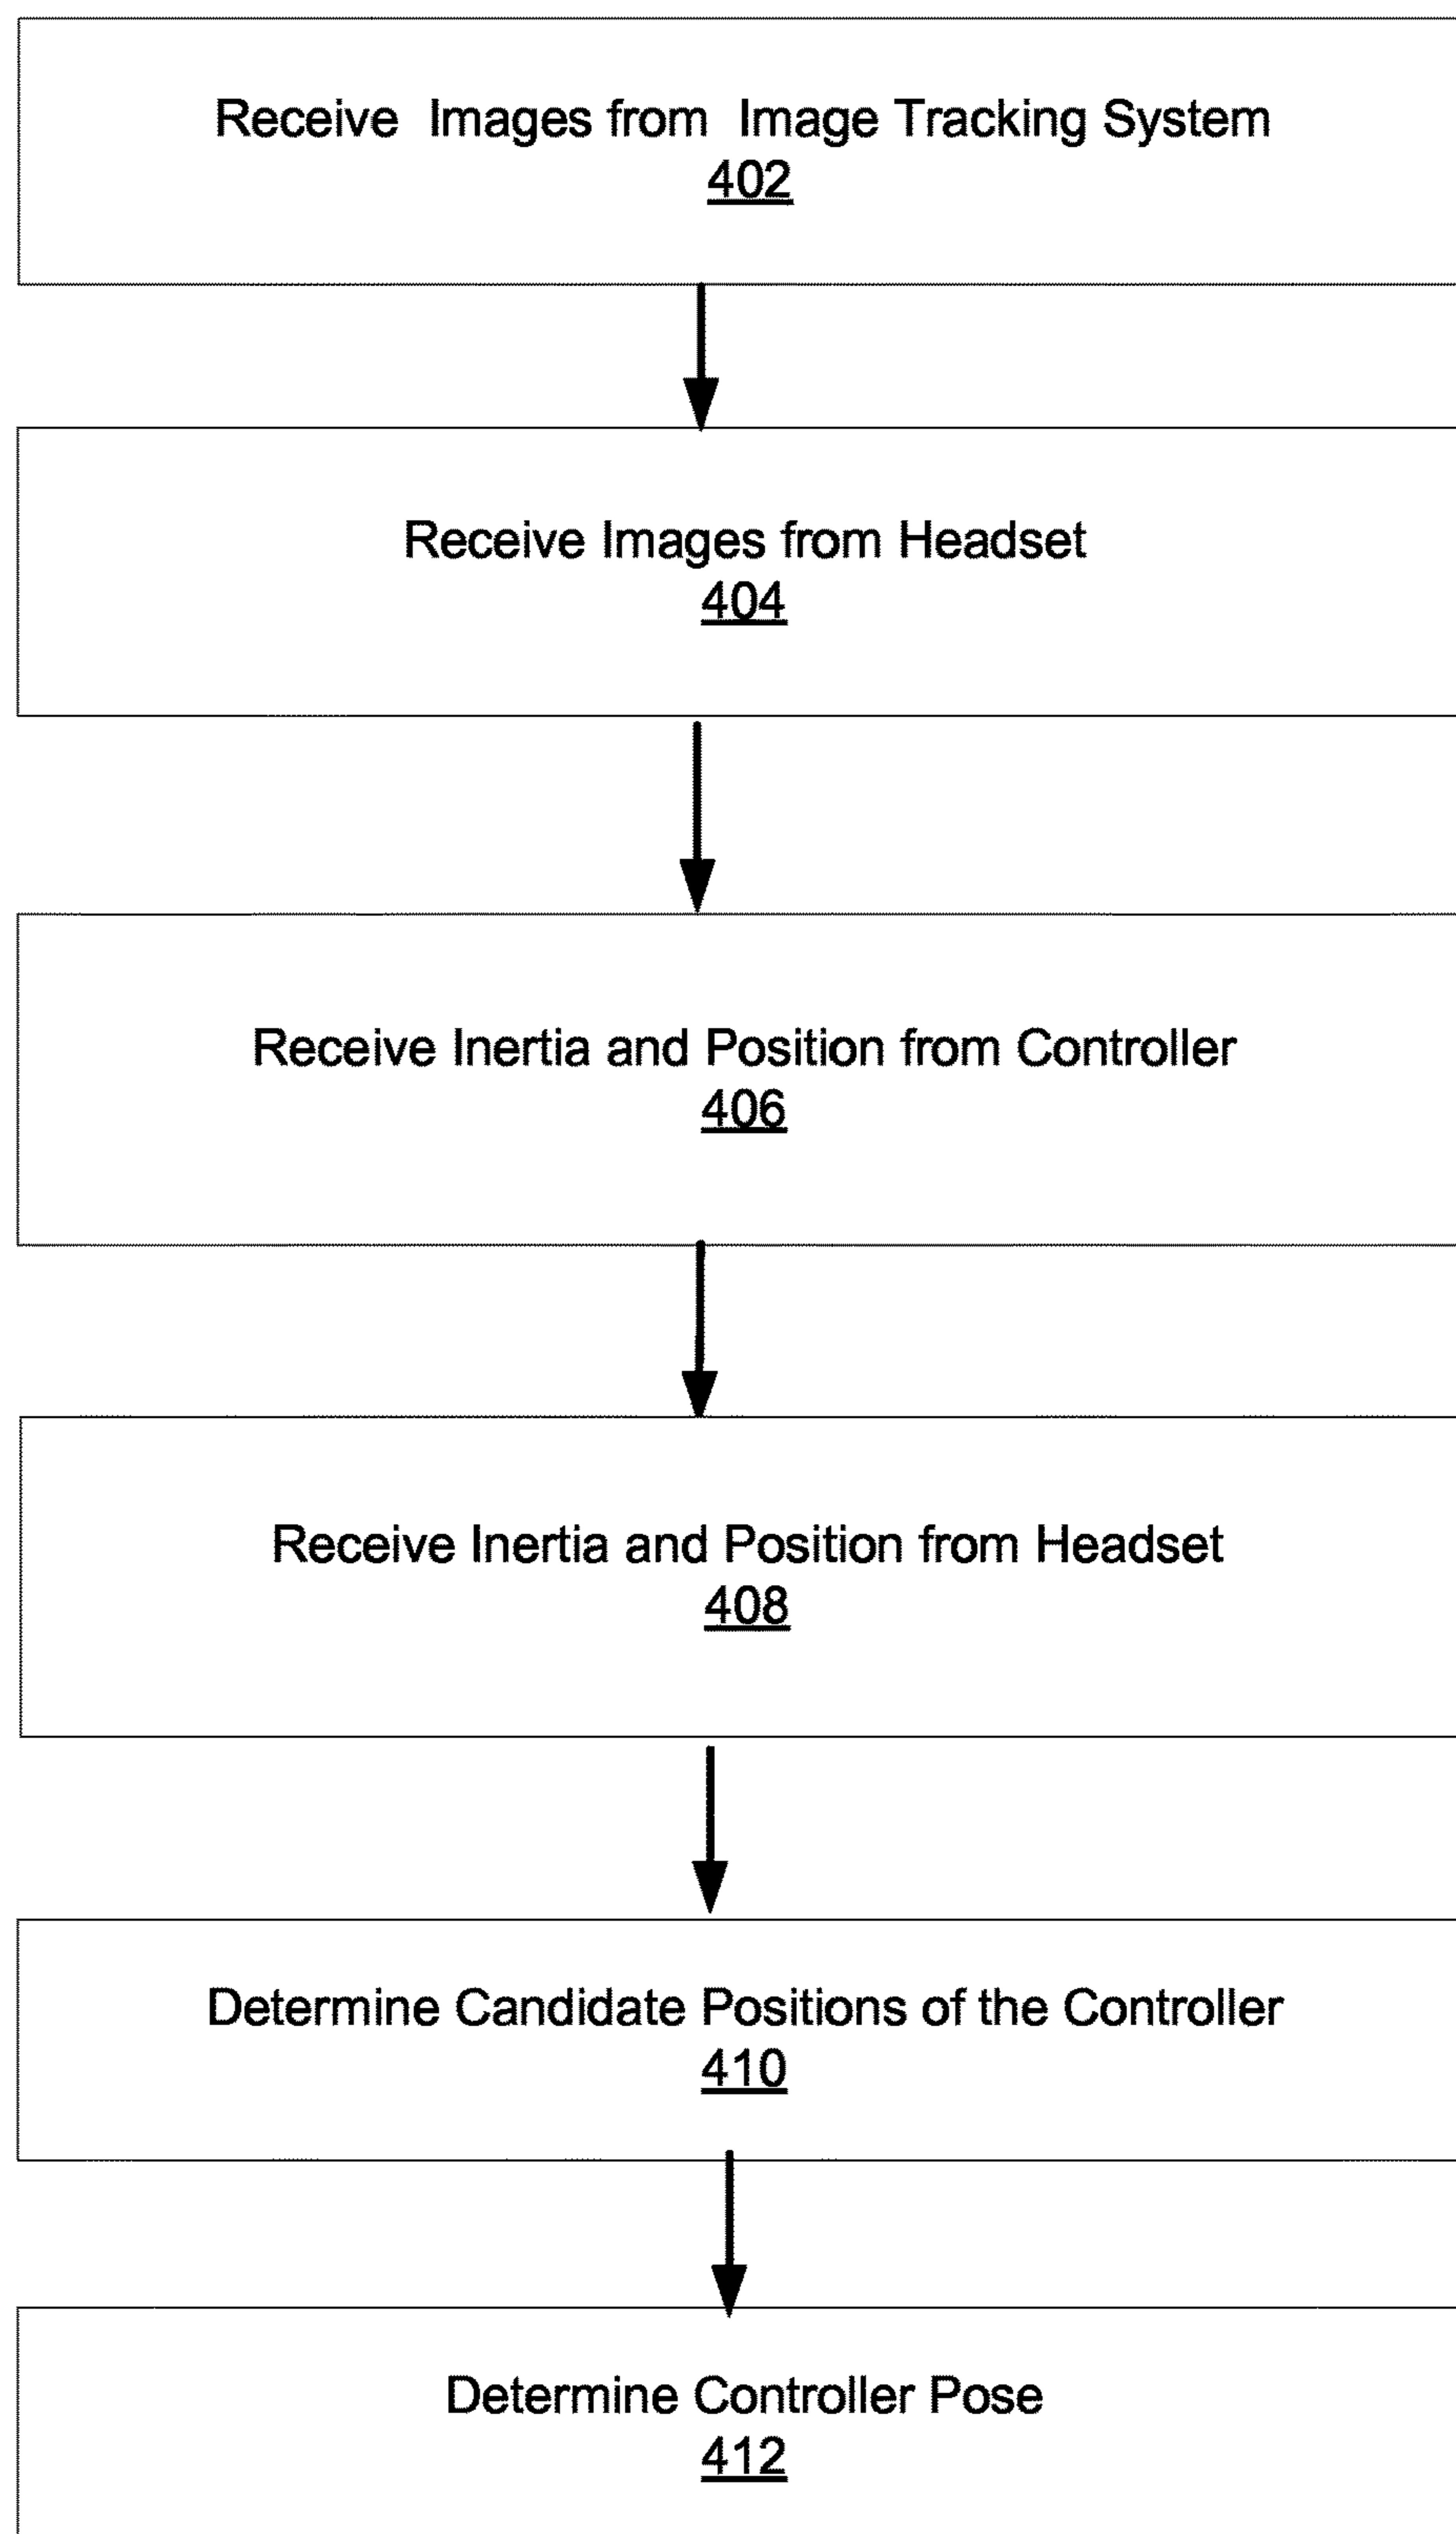 Receive Images from Image Tracking System
402
Receive Images from Headset
404
Receive Inertia and Position from Controller
406
Receive Inertia and Position from Headset
408
Determine Candidate Positions of the Controller
410
Determine Controller Pose
412